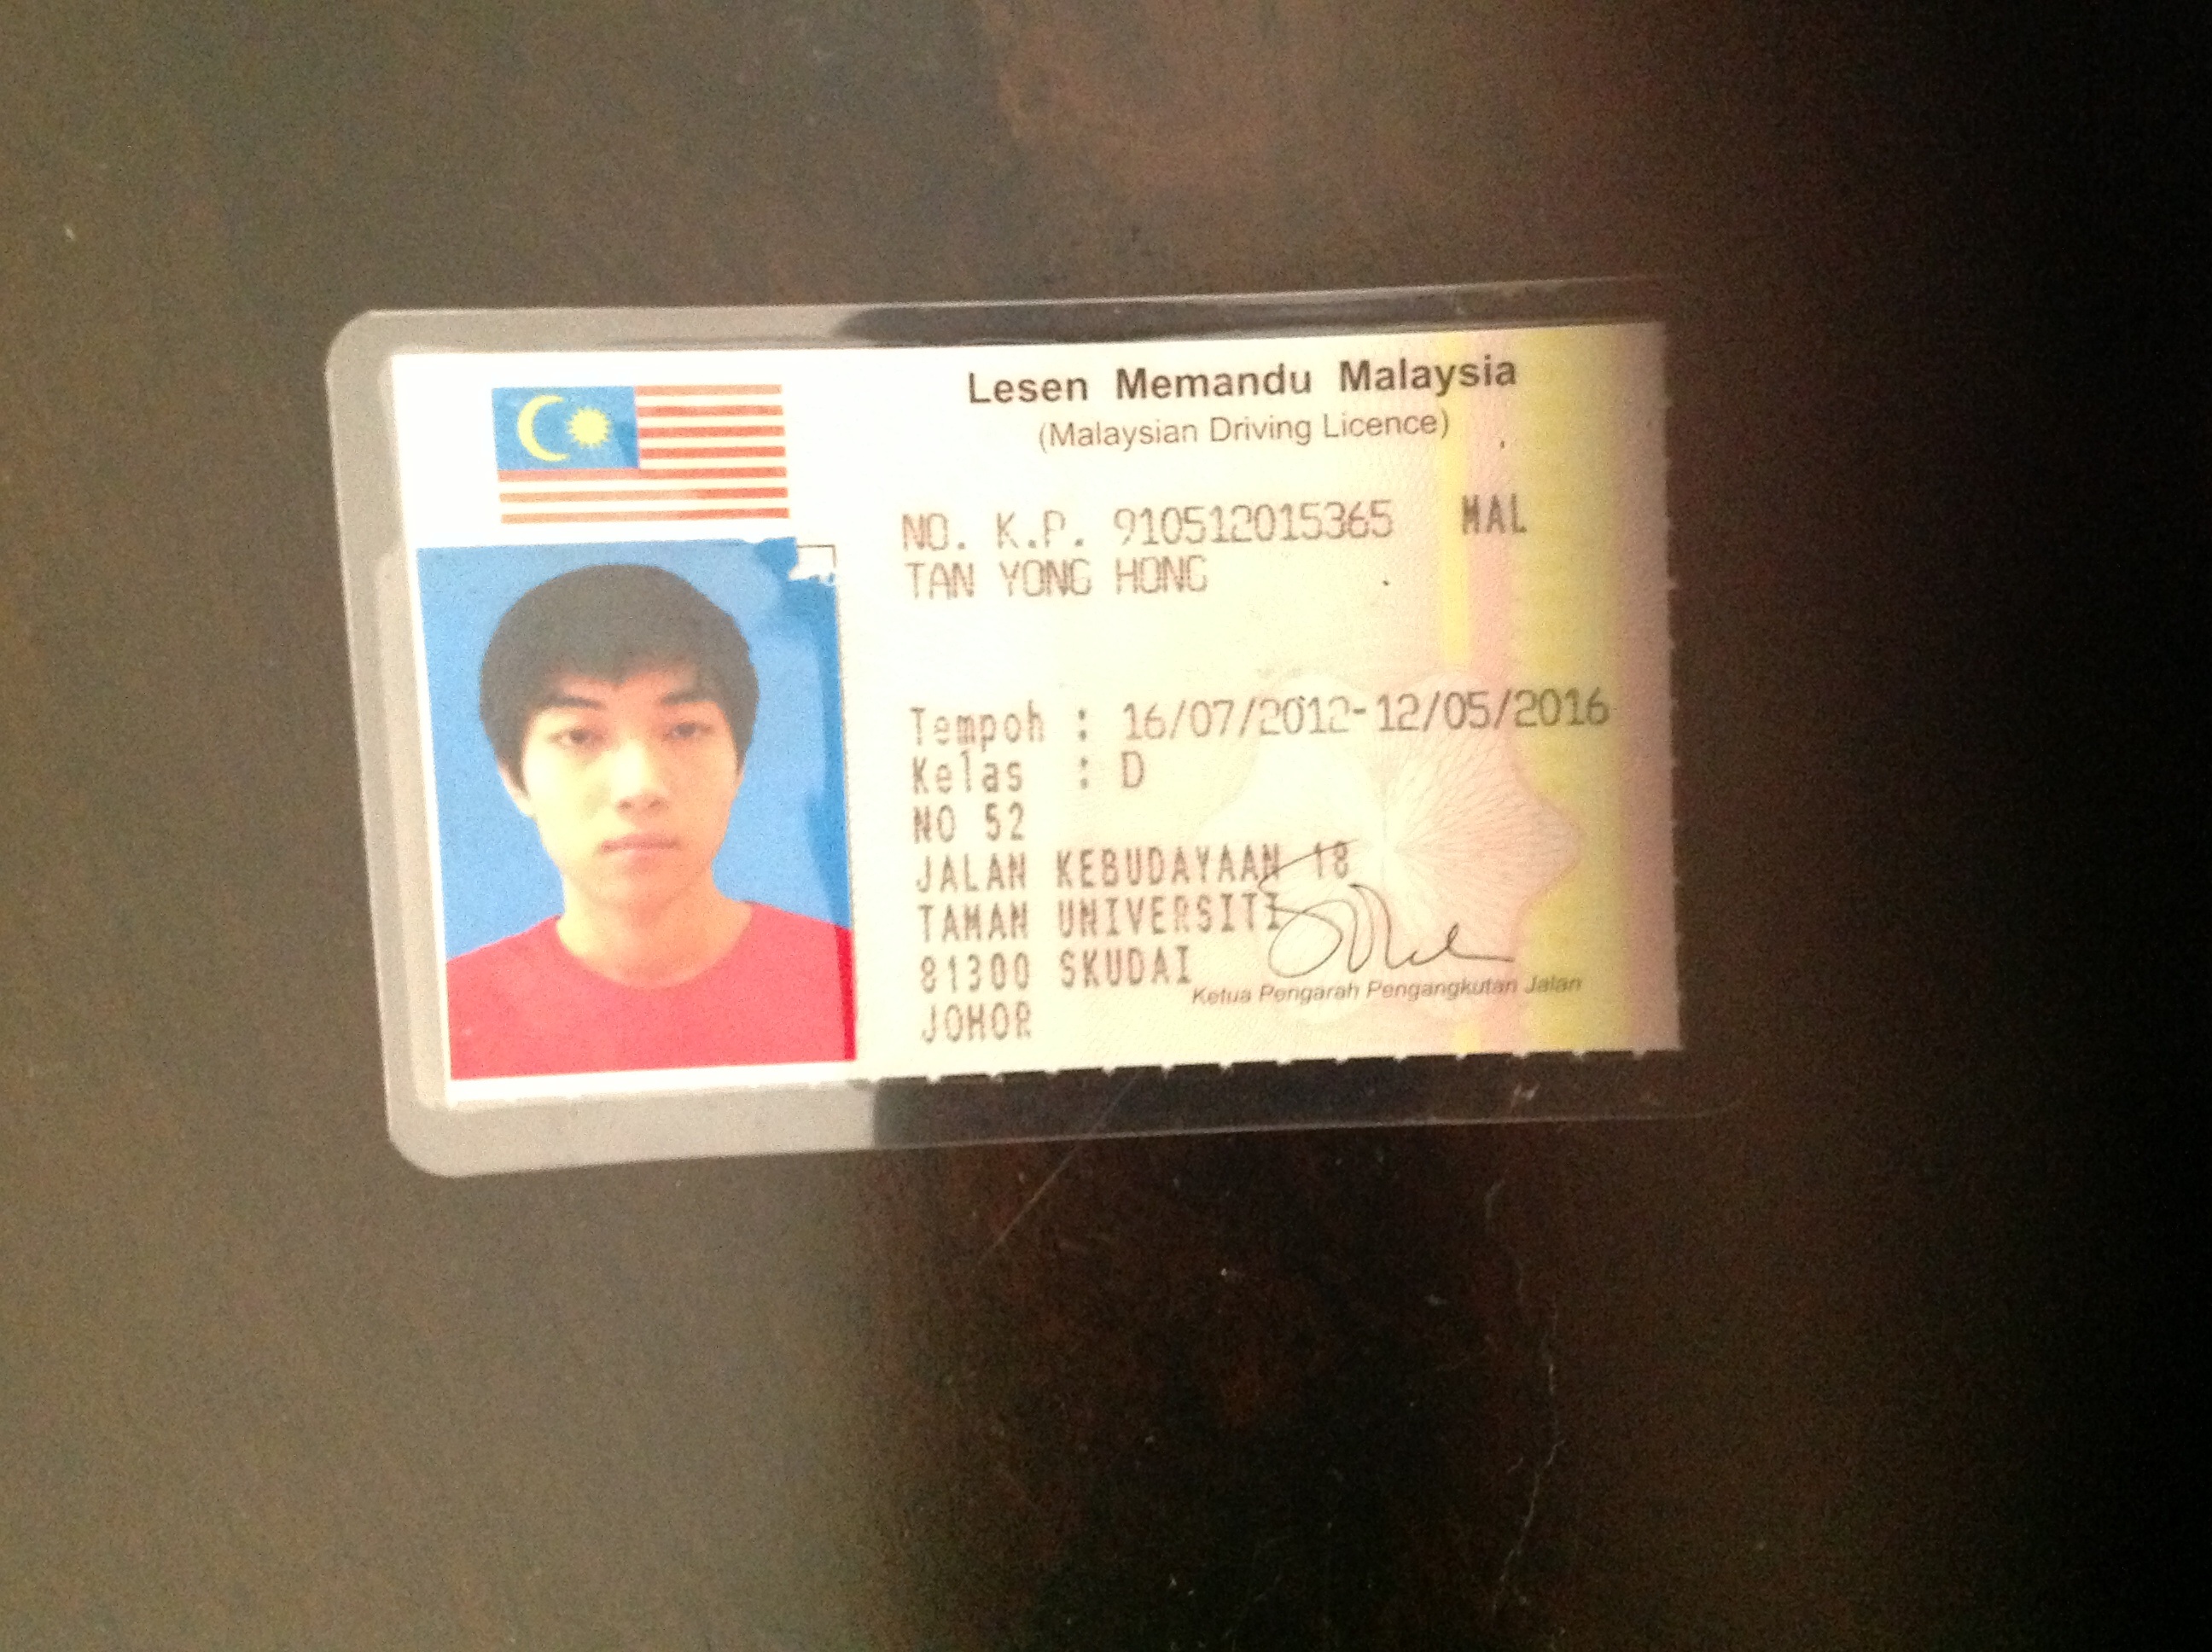 Lesen Memandu Malaysia
(Malaysian Driving Licence)
NO. K.P. 910512015365 MAL
TAN YONG HONG
Tempoh : 16/07/2012-12/05/2016
Kelas : D
NO 52
JALAN KEBUDAYAAN 18
TAMAN UNIVERSITI
81300 SKUDAI
JOHOR
Ketua Pengarah Pengangkutan Jalan